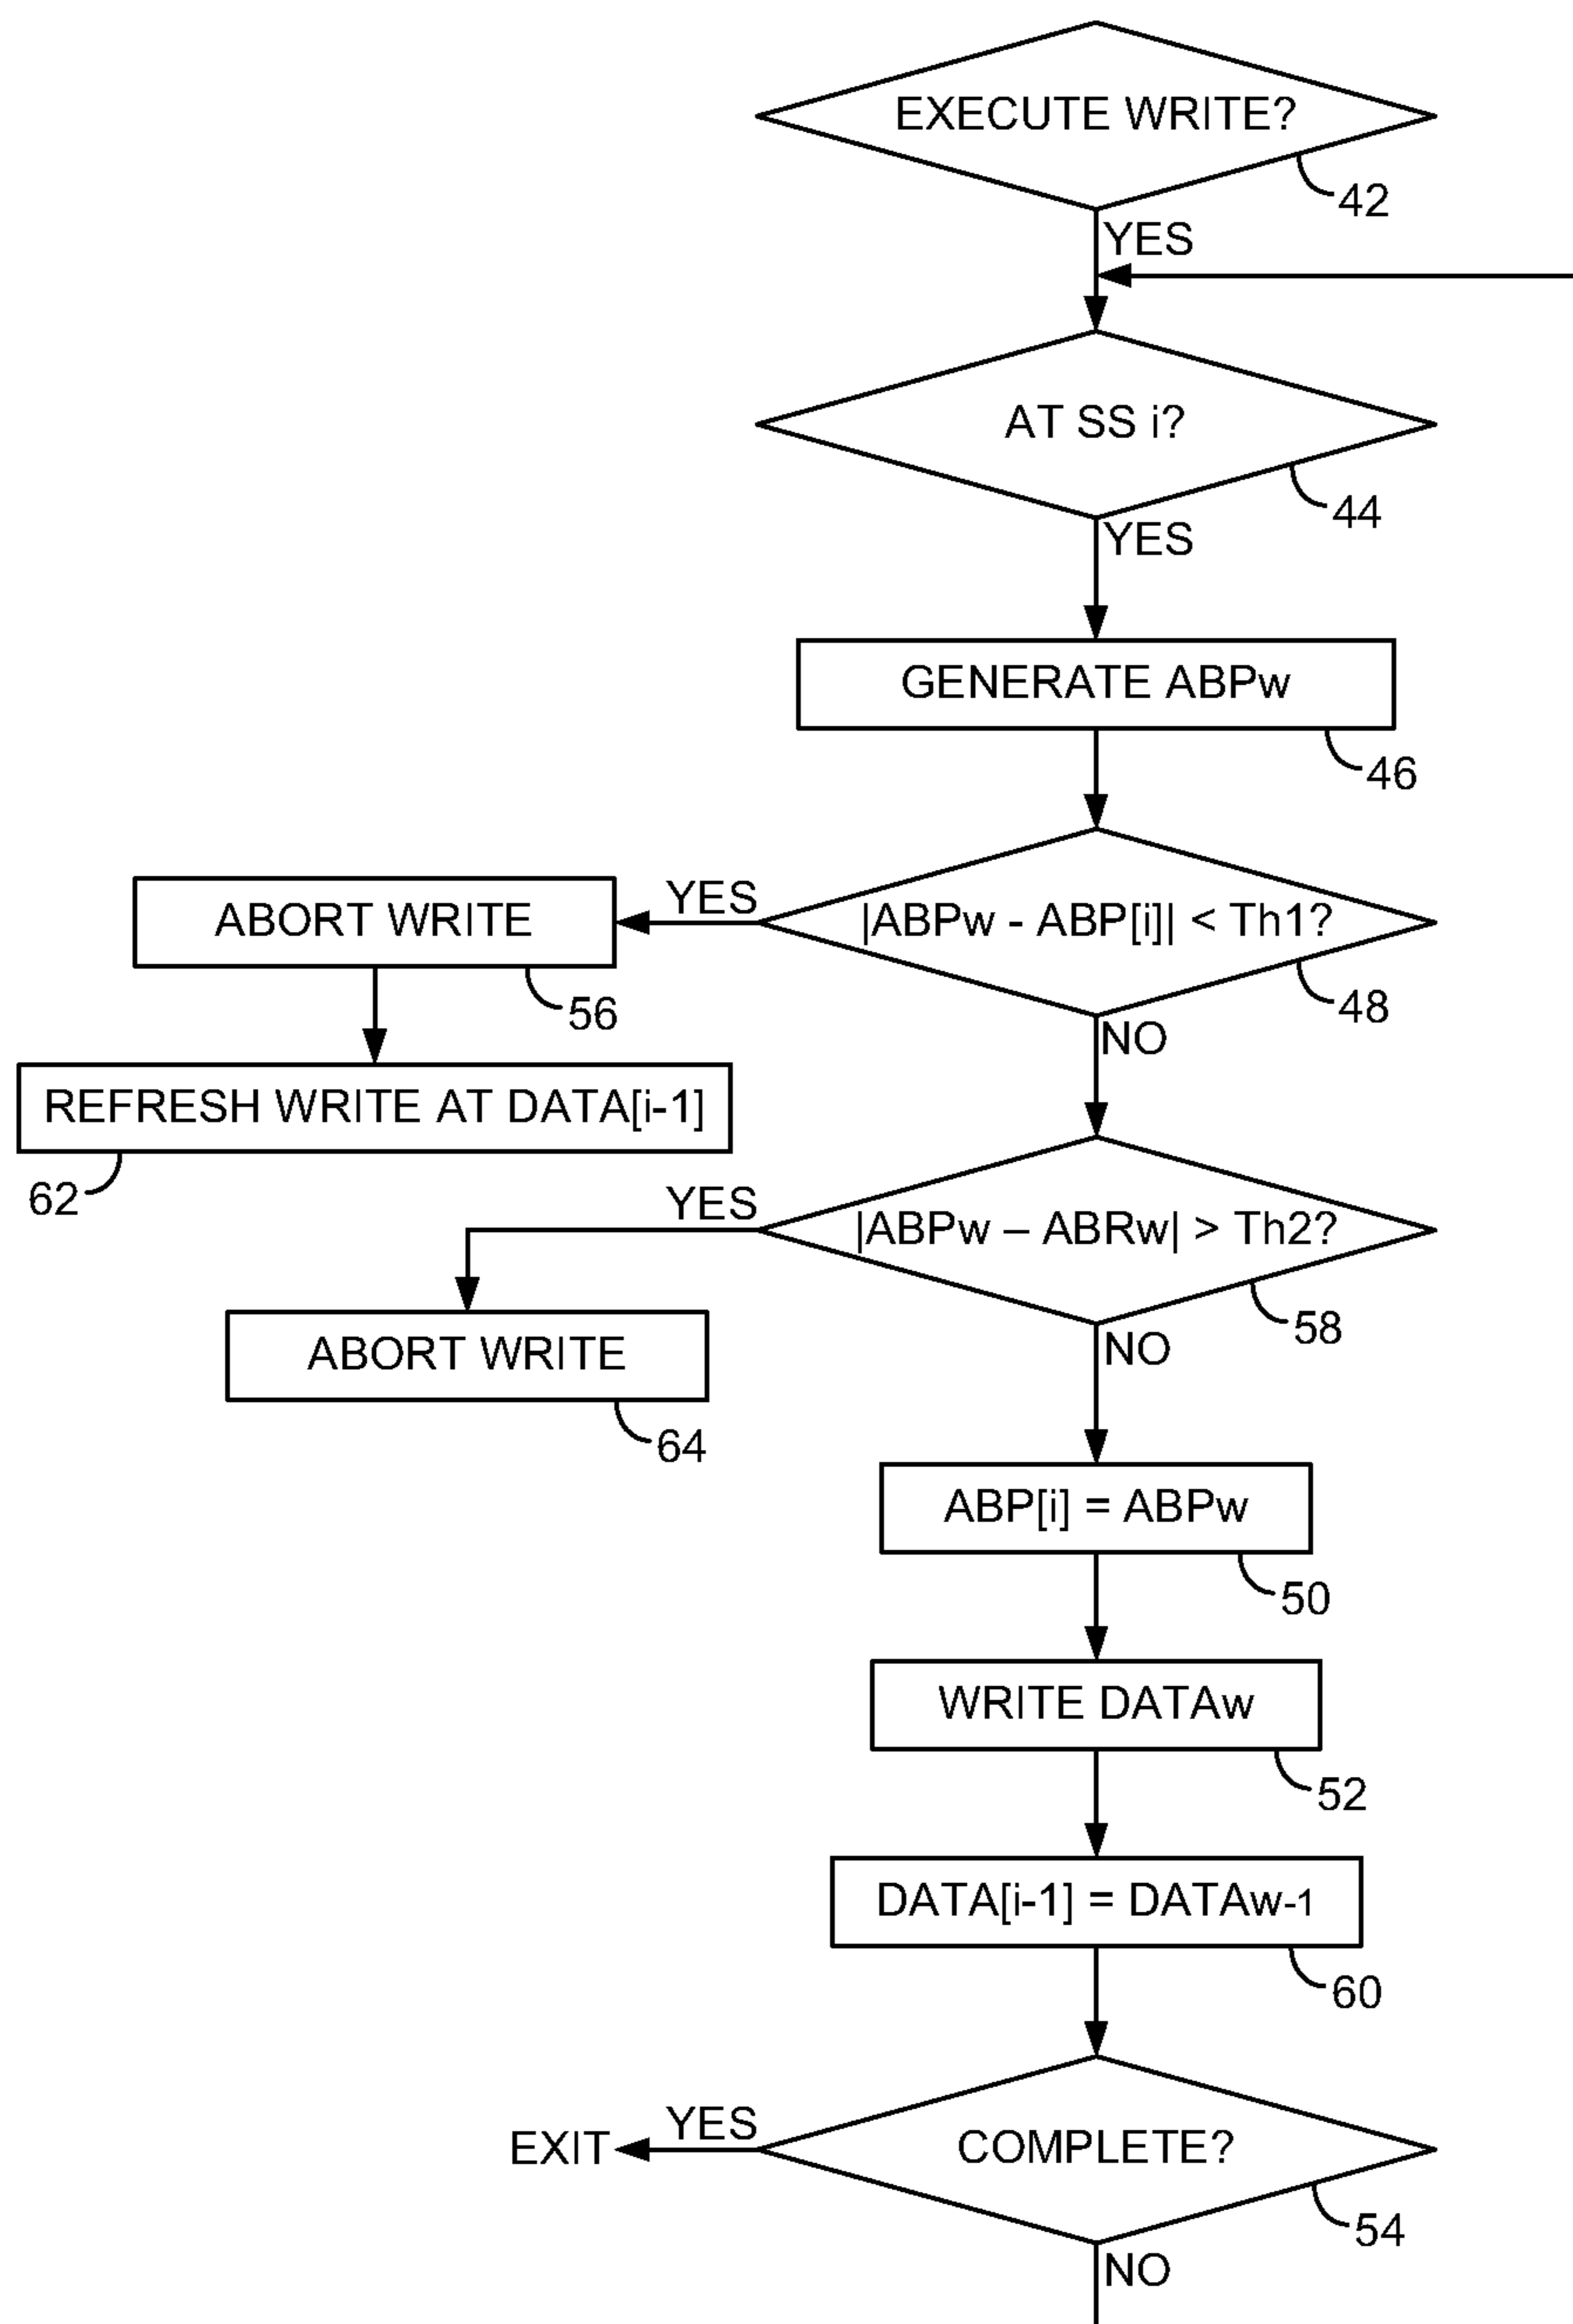 EXECUTE WRITE?
42
YES
AT SS i?
44
YES
GENERATE ABPw
46
ABORT WRITE
YES
|ABPw - ABP[i]| < Th1?
56
48
NO
REFRESH WRITE AT DATA[i-1]
62
YES
|ABPw – ABRw| > Th2?
58
NO
ABORT WRITE
64
ABP[i] = ABPw
50
WRITE DATAw
52
DATA[i-1] = DATAw-1
60
EXIT
YES
COMPLETE?
54
NO